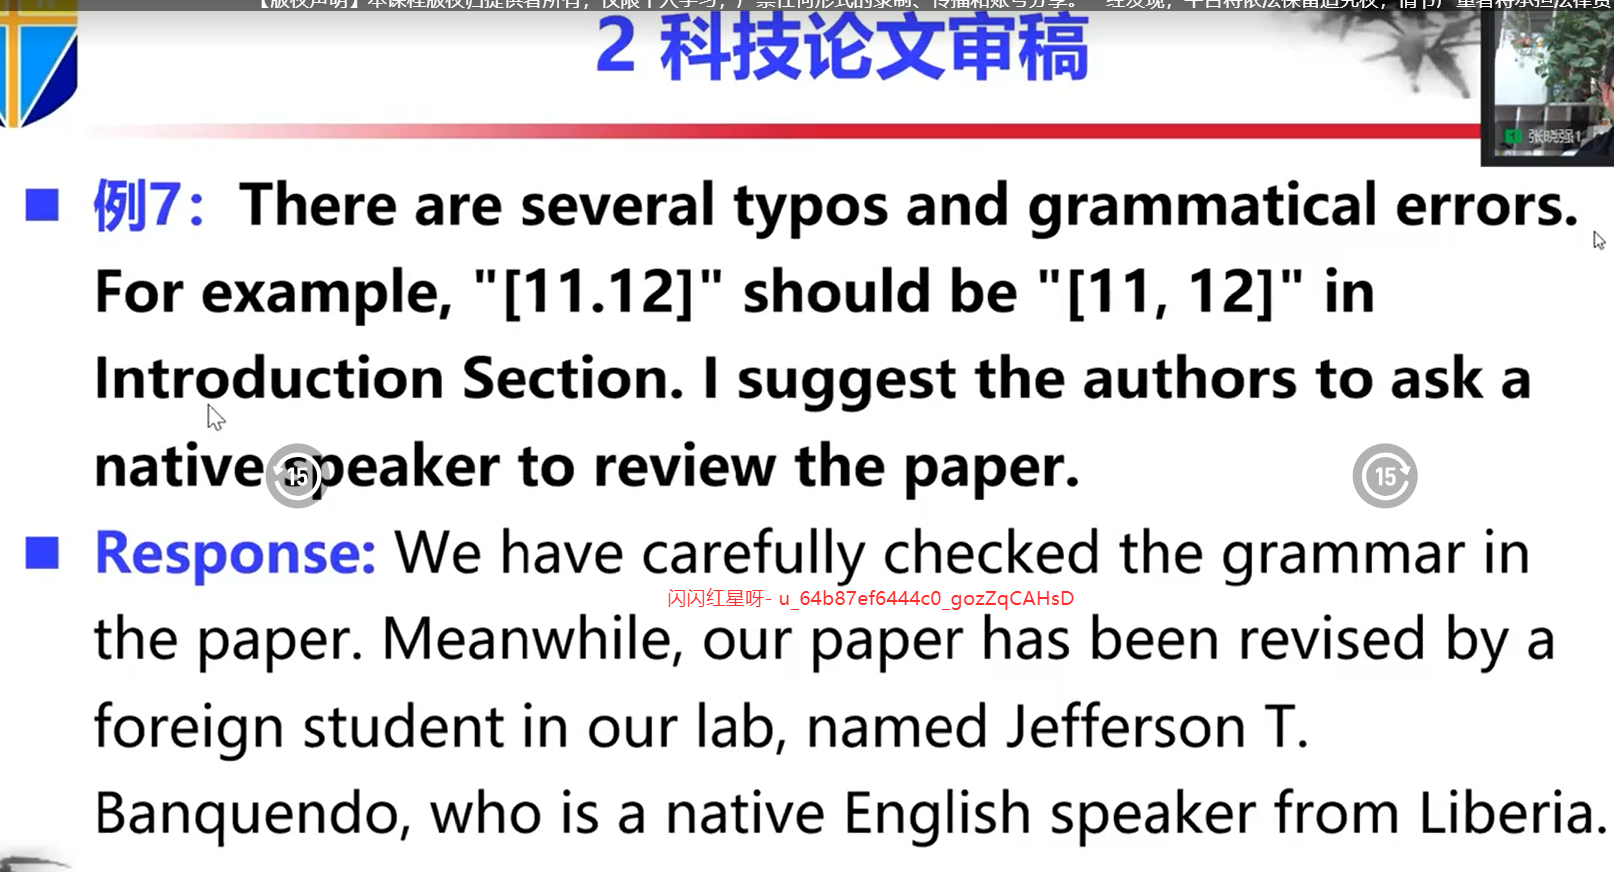 【版权声明】本课程版权归提供者所有，仅限个人学习，严禁任何形式的录制、传播和账号分享。一经发现，平台将依法保留追究权，情节严重者将承担法律责
2 科技论文审稿
张晓强1
例7：There are several typos and grammatical errors.
For example, "[11.12]" should be "[11, 12]" in
Introduction Section. I suggest the authors to ask a
native speaker to review the paper.
15
15
Response: We have carefully checked the grammar in
闪闪红星呀- u_64b87ef6444c0_gozZqCAHsD
the paper. Meanwhile, our paper has been revised by a
foreign student in our lab, named Jefferson T.
Banquendo, who is a native English speaker from Liberia.